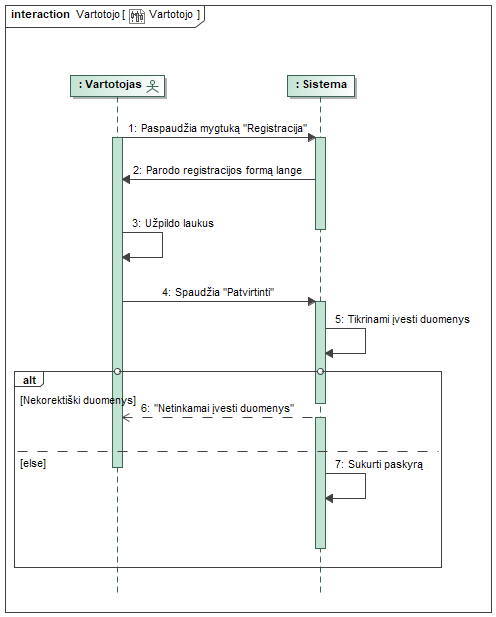 interaction Vartotojo [ Vartotojo ]
: Vartotojas
: Sistema
1: Paspaudžia mygtuką "Registracija"
2: Parodo registracijos formą lange
3: Užpildo laukus
4: Spaudžia "Patvirtinti"
5: Tikrinami įvesti duomenys
alt
[Nekorektiški duomenys]
6: "Netinkamai įvesti duomenys"
[else]
7: Sukurti paskyrą